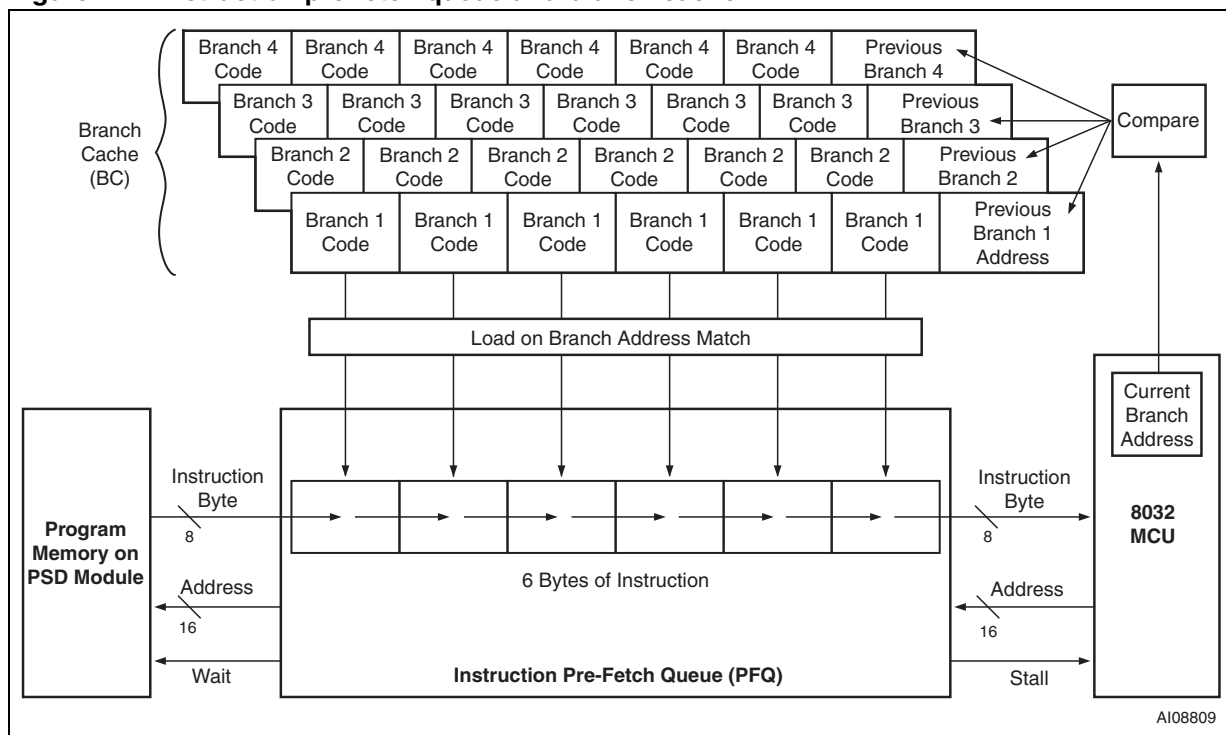 Branch 4 Code
Branch 4 Code
Branch 4 Code
Branch 4 Code
Branch 4 Code
Branch 4 Code
Previous
Branch 4
Branch 3 Code
Branch 3 Code
Branch 3 Code
Branch 3 Code
Branch 3 Code
Branch 3 Code
Previous
Branch 3
Branch 2 Code
Branch 2 Code
Branch 2 Code
Branch 2 Code
Branch 2 Code
Branch 2 Code
Previous
Branch 2
Branch 1 Code
Branch 1 Code
Branch 1 Code
Branch 1 Code
Branch 1 Code
Branch 1 Code
Previous
Branch 1
Address
Branch
Cache
(BC)
Compare
Load on Branch Address Match
Current
Branch
Address
8032
MCU
Program
Memory on
PSD Module
Instruction
Byte
8
Address
16
Wait
6 Bytes of Instruction
Instruction Pre-Fetch Queue (PFQ)
Instruction
Byte
8
Address
16
Stall
AI08809